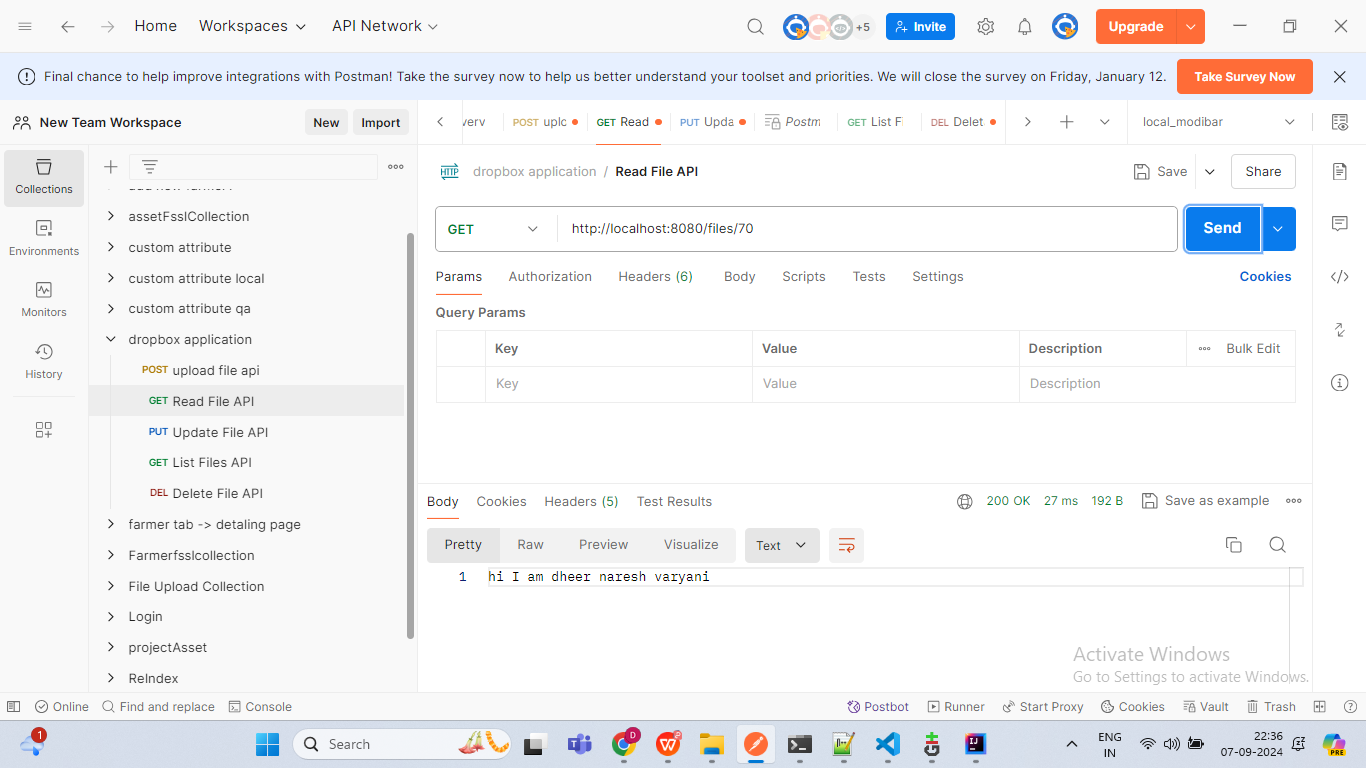 Home
Workspaces
API Network
+5
Invite
Upgrade
Final chance to help improve integrations with Postman! Take the survey now to help us better understand your toolset and priorities. We will close the survey on Friday, January 12.
Take Survey Now
New Team Workspace
New
Import
POST uplc
GET Read
PUT Upda
Postm
GET List F
DEL Delet
local_modibar
Collections
Environments
Monitors
History
assetFsslCollection
custom attribute
custom attribute local
custom attribute qa
dropbox application
POST upload file api
GET Read File API
PUT Update File API
GET List Files API
DEL Delete File API
farmer tab -> detaling page
Farmerfsslcollection
File Upload Collection
Login
projectAsset
ReIndex
HTTP dropbox application / Read File API
Save
Share
GET
http://localhost:8080/files/70
Send
Params
Authorization
Headers (6)
Body
Scripts
Tests
Settings
Cookies
Query Params
Key
Value
Description
Bulk Edit
Key
Value
Description
Body
Cookies
Headers (5)
Test Results
200 OK
27 ms
192 B
Save as example
Pretty
Raw
Preview
Visualize
Text
1
hi I am dheer naresh varyani
Activate Windows
Go to Settings to activate Windows.
Online
Find and replace
Console
Postbot
Runner
Start Proxy
Cookies
Vault
Trash
1
Search
D
ENG
IN
22:36
07-09-2024
PRE